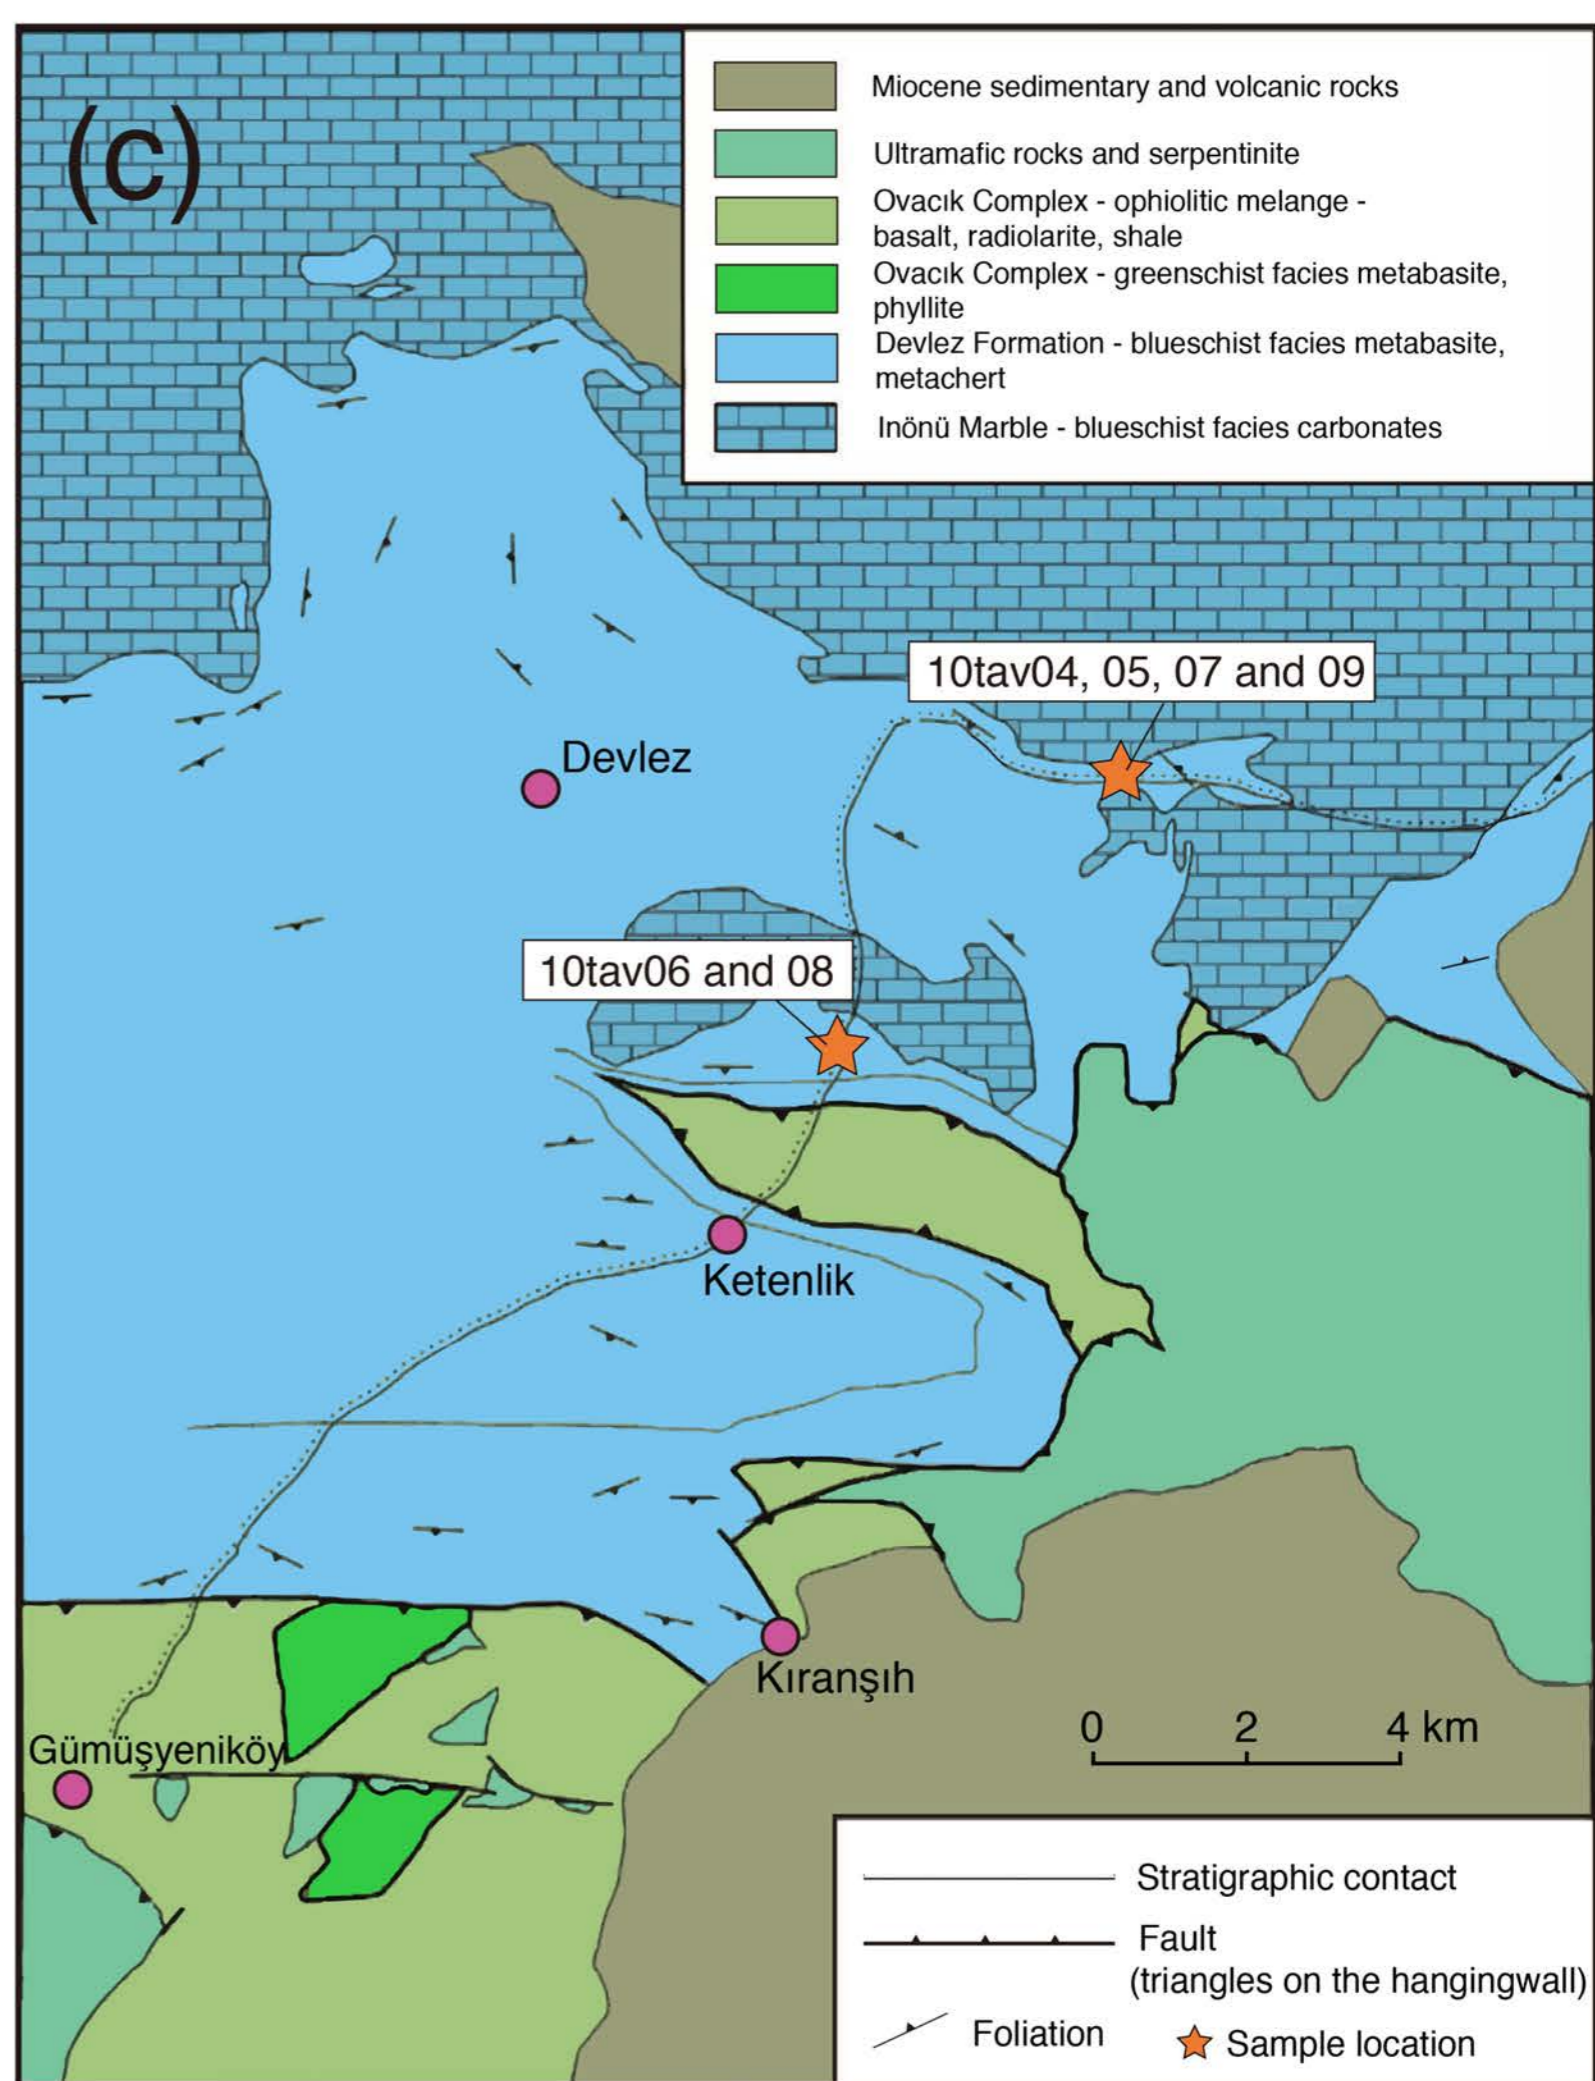 (c)
Miocene sedimentary and volcanic rocks
Ultramafic rocks and serpentinite
Ovacık Complex - ophiolitic melange -
basalt, radiolarite, shale
Ovacık Complex - greenschist facies metabasite,
phyllite
Devlez Formation - blueschist facies metabasite,
metachert
Inönü Marble - blueschist facies carbonates
10tav04, 05, 07 and 09
Devlez
10tav06 and 08
Ketenlik
Kıranşıh
0 2 4 km
Gümüşyeniköy
Stratigraphic contact
Fault
(triangles on the hangingwall)
Foliation
Sample location